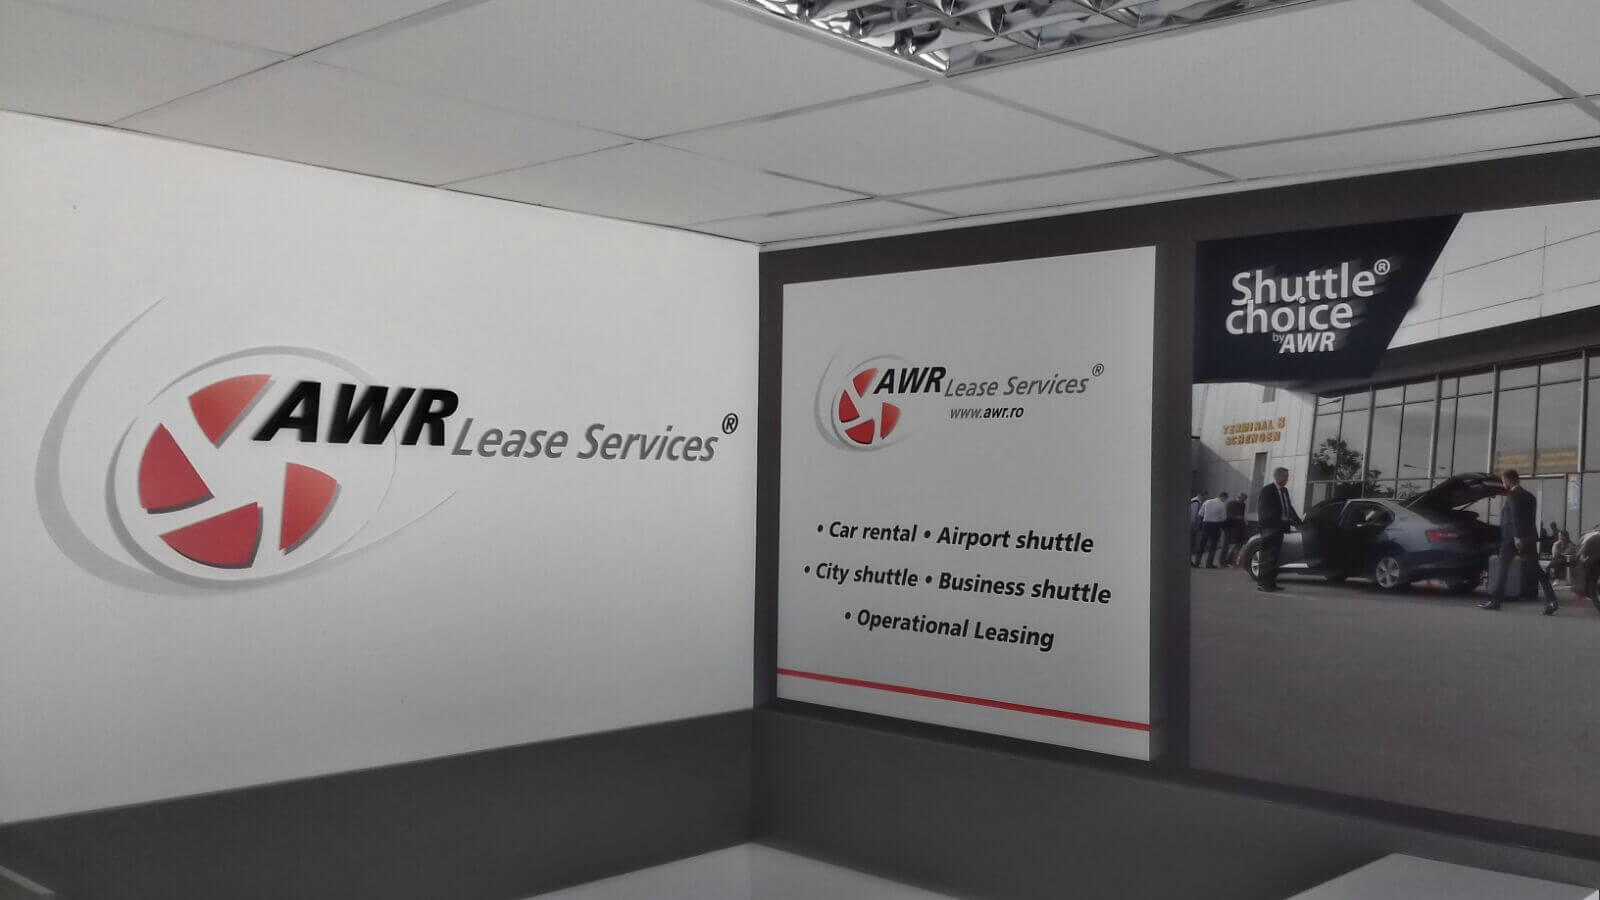 AWR Lease Services®
AWR Lease Services®
www.awr.ro
• Car rental • Airport shuttle
• City shuttle • Business shuttle
• Operational Leasing
Shuttle®
choice
by AWR
TERMINAL B
SCHENGEN